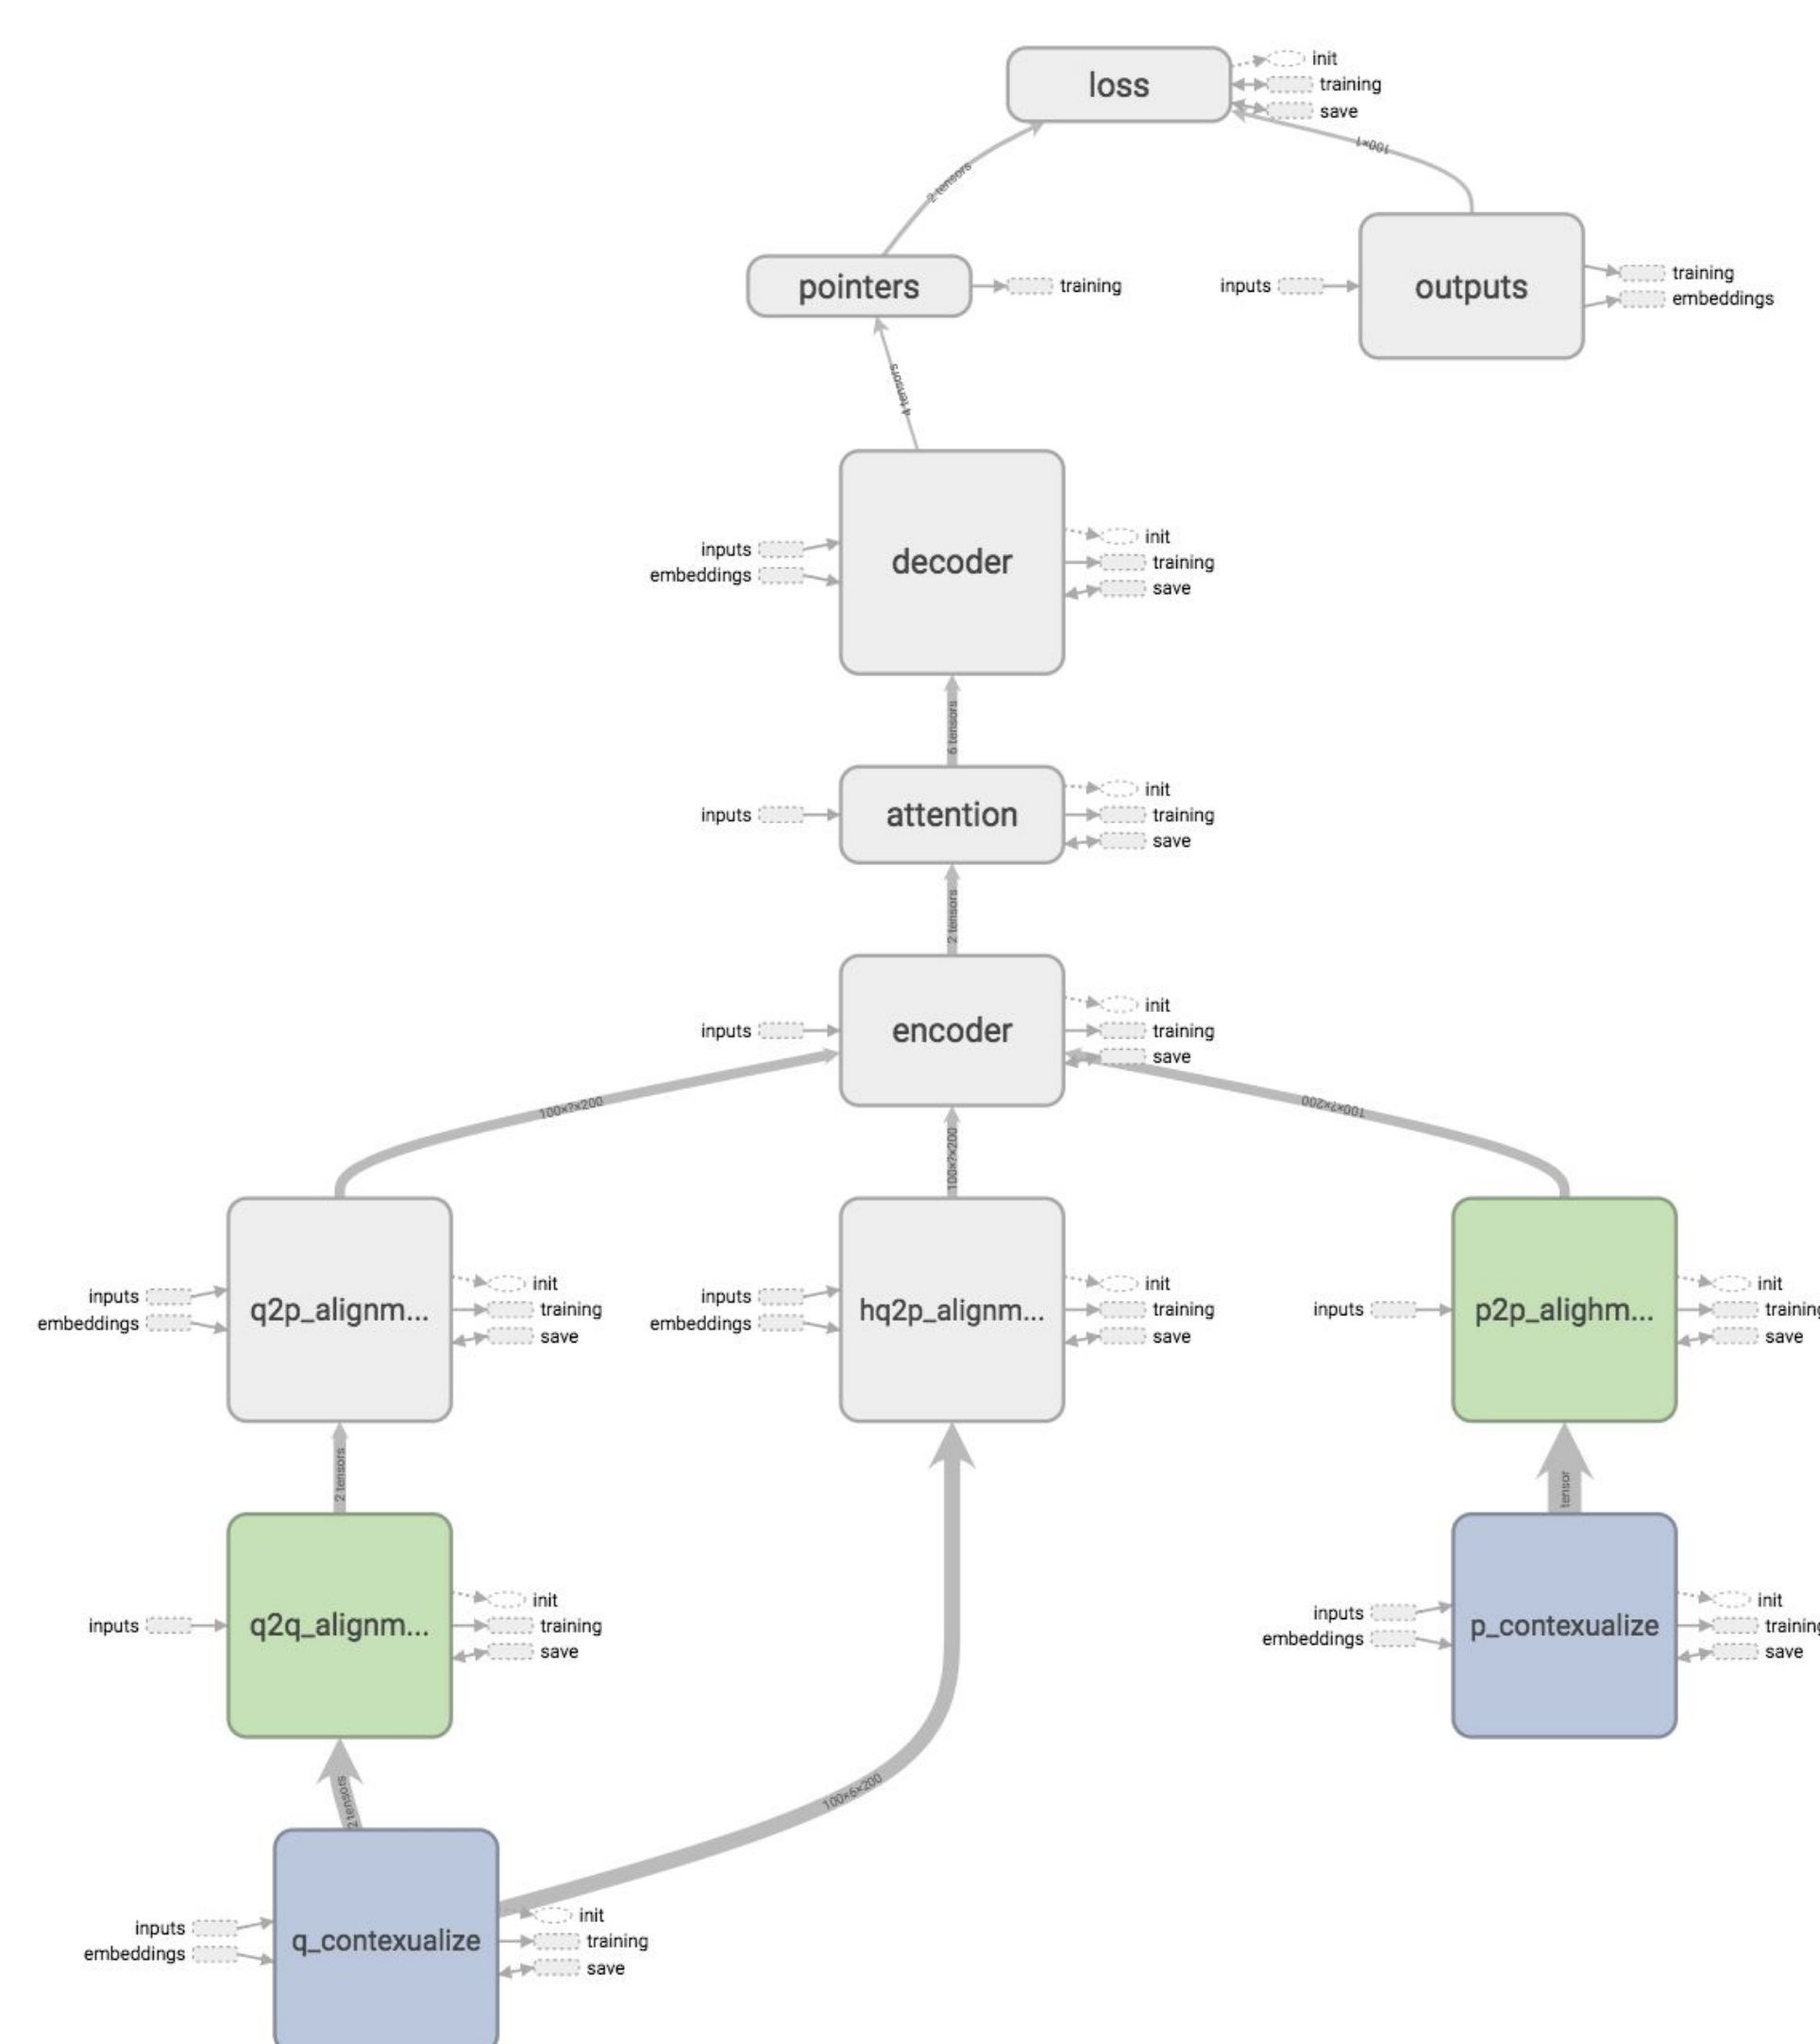 loss
init
training
save
2 tensors
100×1
pointers
training
inputs
outputs
training
embeddings
4 tensors
inputs
embeddings
decoder
init
training
save
6 tensors
inputs
attention
init
training
save
2 tensors
inputs
encoder
init
training
save
100×?×200
100×?×200
100×?×200
inputs
embeddings
q2p_alignm...
init
training
save
inputs
embeddings
hq2p_alignm...
init
training
save
inputs
p2p_alighm...
init
training
save
2 tensors
tensor
inputs
q2q_alignm...
init
training
save
inputs
embeddings
p_contexualize
init
training
save
2 tensors
100×6×200
inputs
embeddings
q_contexualize
init
training
save